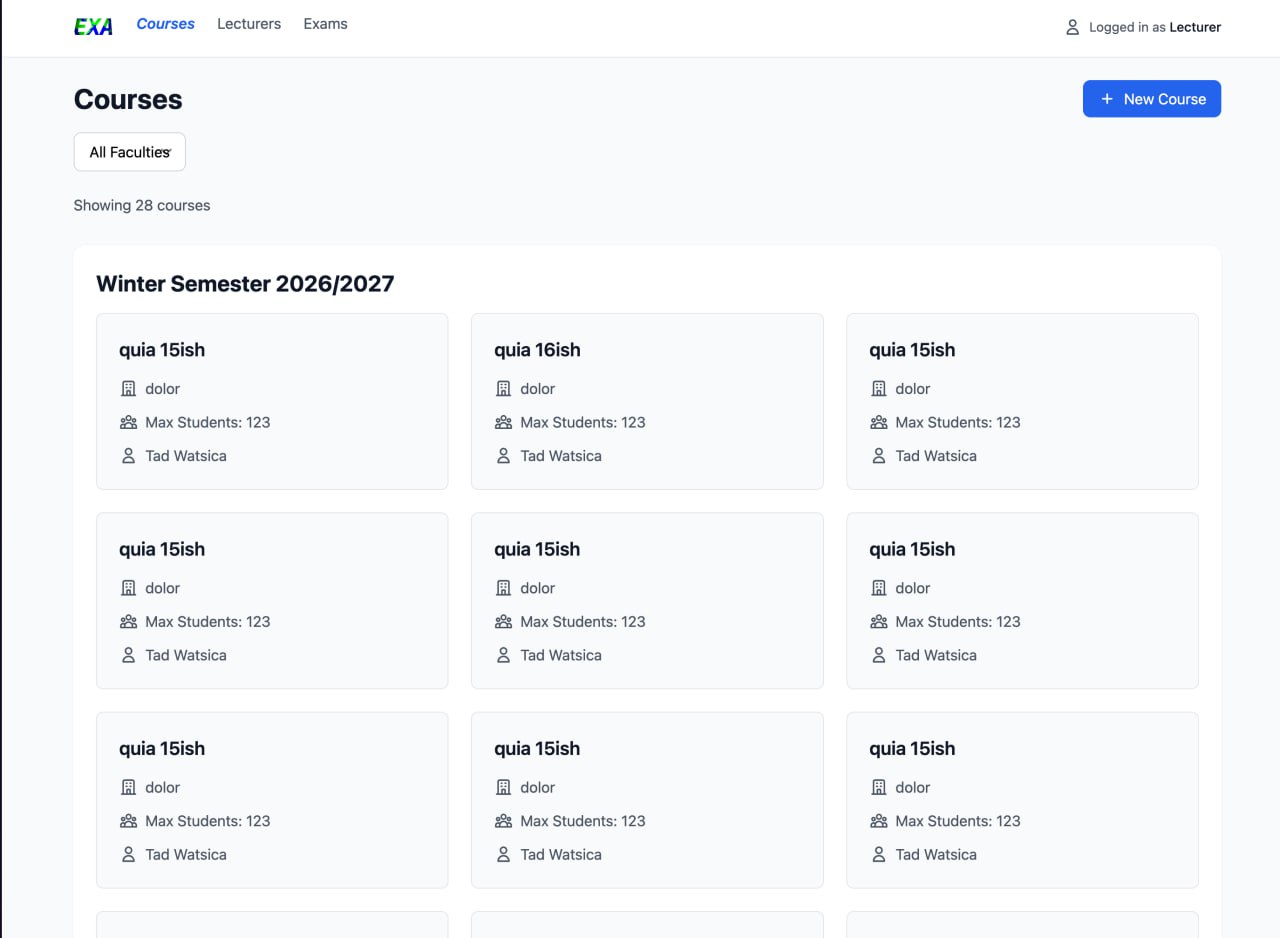 EXA Courses Lecturers Exams Logged in as Lecturer
Courses + New Course
All Faculties
Showing 28 courses
Winter Semester 2026/2027
quia 15ish quia 16ish quia 15ish
dolor dolor dolor
Max Students: 123 Max Students: 123 Max Students: 123
Tad Watsica Tad Watsica Tad Watsica
quia 15ish quia 15ish quia 15ish
dolor dolor dolor
Max Students: 123 Max Students: 123 Max Students: 123
Tad Watsica Tad Watsica Tad Watsica
quia 15ish quia 15ish quia 15ish
dolor dolor dolor
Max Students: 123 Max Students: 123 Max Students: 123
Tad Watsica Tad Watsica Tad Watsica